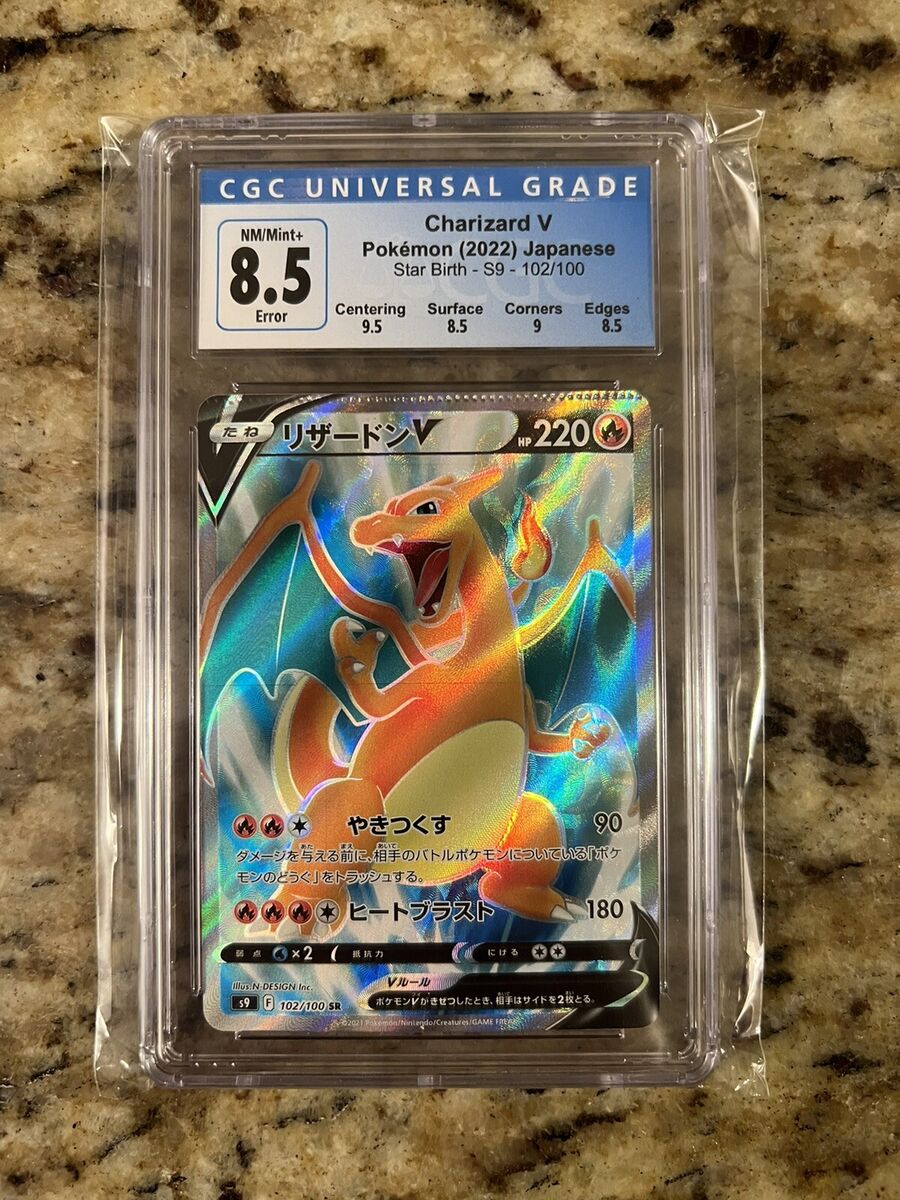 CGC UNIVERSAL GRADE
NM/Mint+
8.5
Error
Charizard V
Pokémon (2022) Japanese
Star Birth - S9 - 102/100
Centering Surface Corners Edges
9.5 8.5 9 8.5
たね リザードンV HP 220
やきつくす 90
ダメージを与える前に、相手のバトルポケモンについている「ポケ
モンのどうぐ」をトラッシュする。
ヒートブラスト 180
弱点 ×2 抵抗力 にげる
Illus.N-DESIGN Inc.
Vルール
s9 F 102/100 SR
ポケモンVがきぜつしたとき、相手はサイドを2枚とる。
©2021 Pokémon/Nintendo/Creatures/GAME FREAK